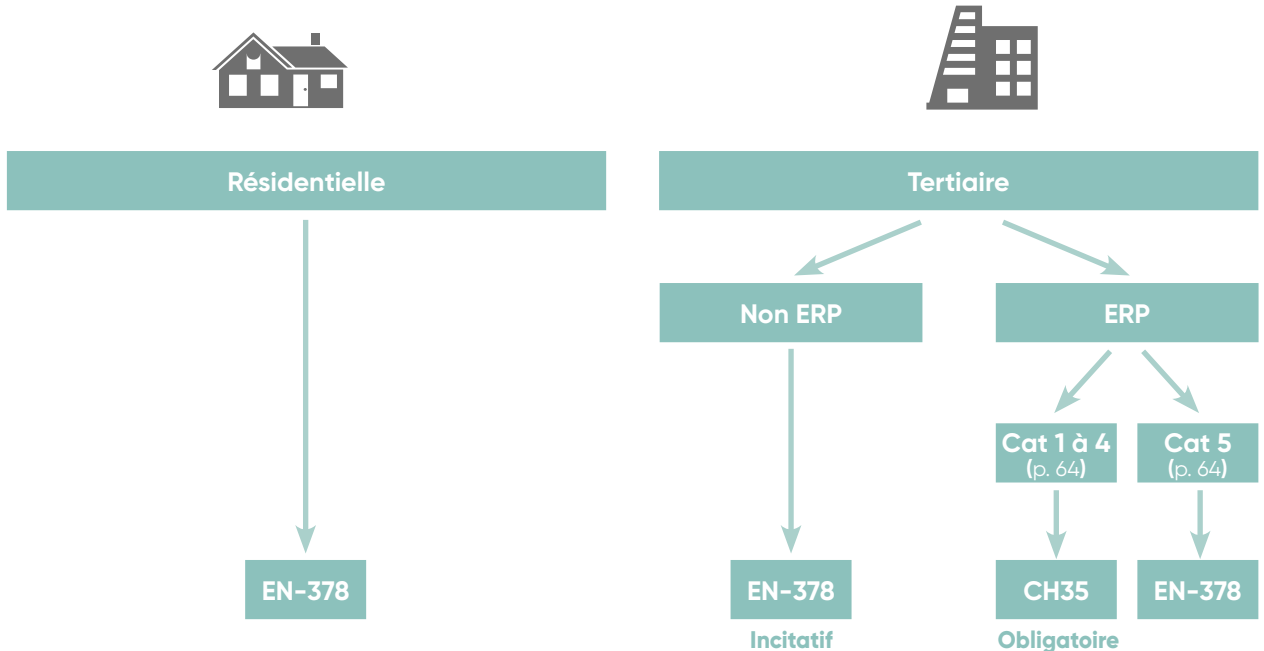 Résidentielle
Tertiaire
Non ERP
ERP
Cat 1 à 4
(p. 64)
Cat 5
(p. 64)
EN-378
EN-378
CH35
EN-378
Incitatif
Obligatoire